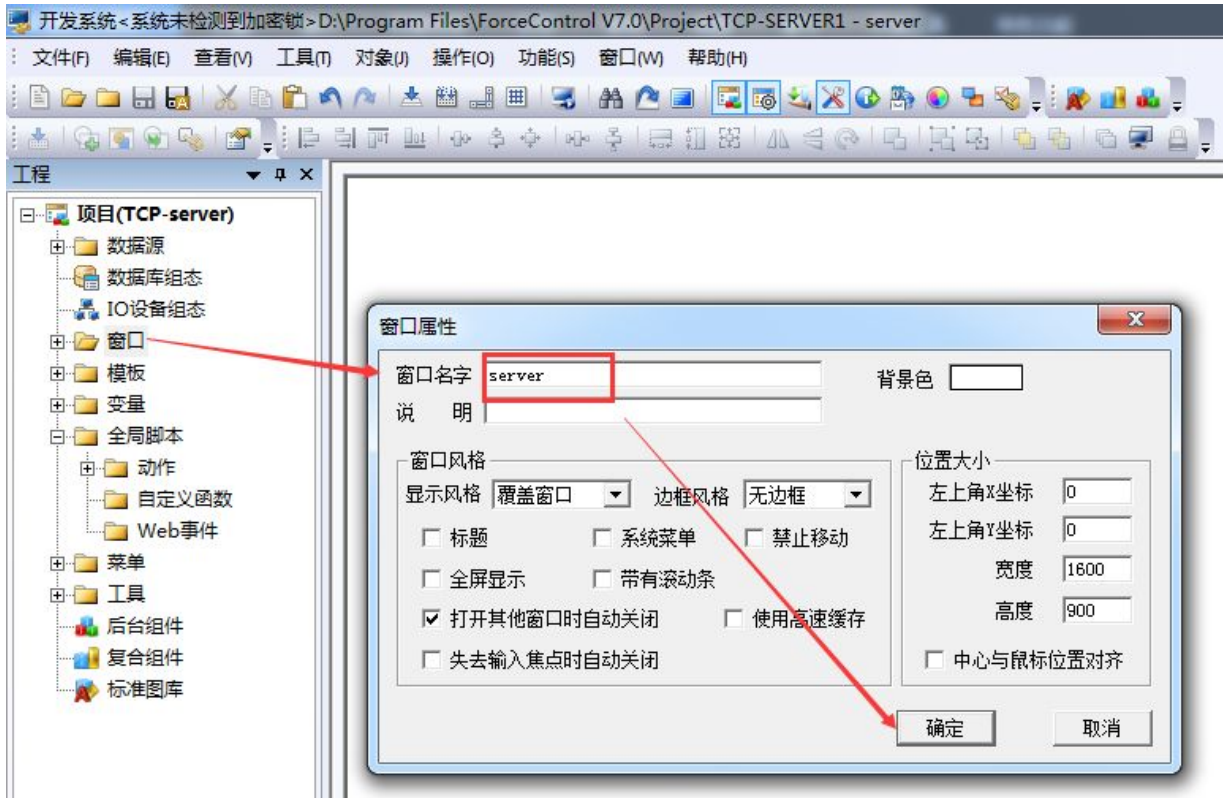 开发系统<系统未检测到加密锁>D:\Program Files\ForceControl V7.0\Project\TCP-SERVER1 - server
文件(F) 编辑(E) 查看(V) 工具(T) 对象(J) 操作(O) 功能(S) 窗口(W) 帮助(H)
工程
项目(TCP-server)
数据源
数据库组态
IO设备组态
窗口
模板
变量
全局脚本
动作
自定义函数
Web事件
菜单
工具
后台组件
复合组件
标准图库
窗口属性
窗口名字 server 背景色
说 明
窗口风格
显示风格 覆盖窗口 边框风格 无边框
标题 系统菜单 禁止移动
全屏显示 带有滚动条
打开其他窗口时自动关闭 使用高速缓存
失去输入焦点时自动关闭
位置大小
左上角X坐标 0
左上角Y坐标 0
宽度 1600
高度 900
中心与鼠标位置对齐
确定 取消